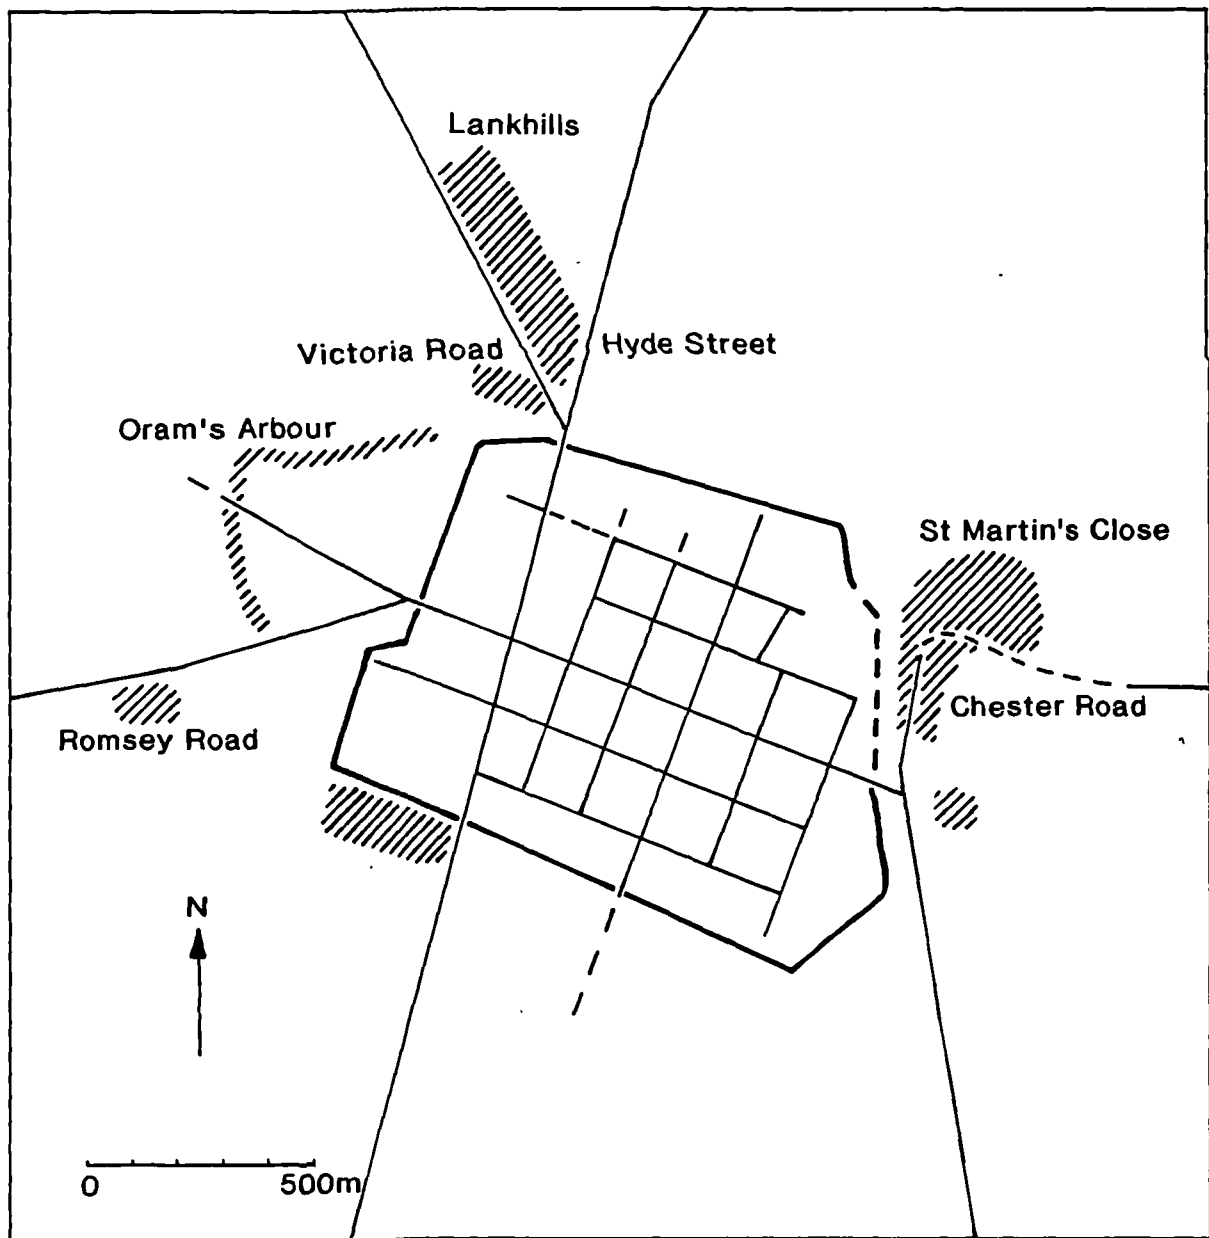 Lankhills
Victoria Road
Hyde Street
Oram's Arbour
St Martin's Close
Chester Road
Romsey Road
N
0 500m